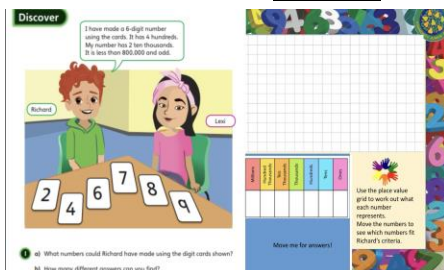 Discover
I have made a 6-digit number
using the cards. It has 4 hundreds.
My number has 2 ten thousands.
It is less than 800,000 and odd.
Richard
Lexi
2
4
6
7
8
9
1 a) What numbers could Richard have made using the digit cards shown?
b) How many different answers can you find?
Millions
Hundred Thousands
Ten Thousands
Thousands
Hundreds
Tens
Ones
Use the place value
grid to work out what
each number
represents.
Move the numbers to
see which numbers fit
Richard's criteria.
Move me for answers!